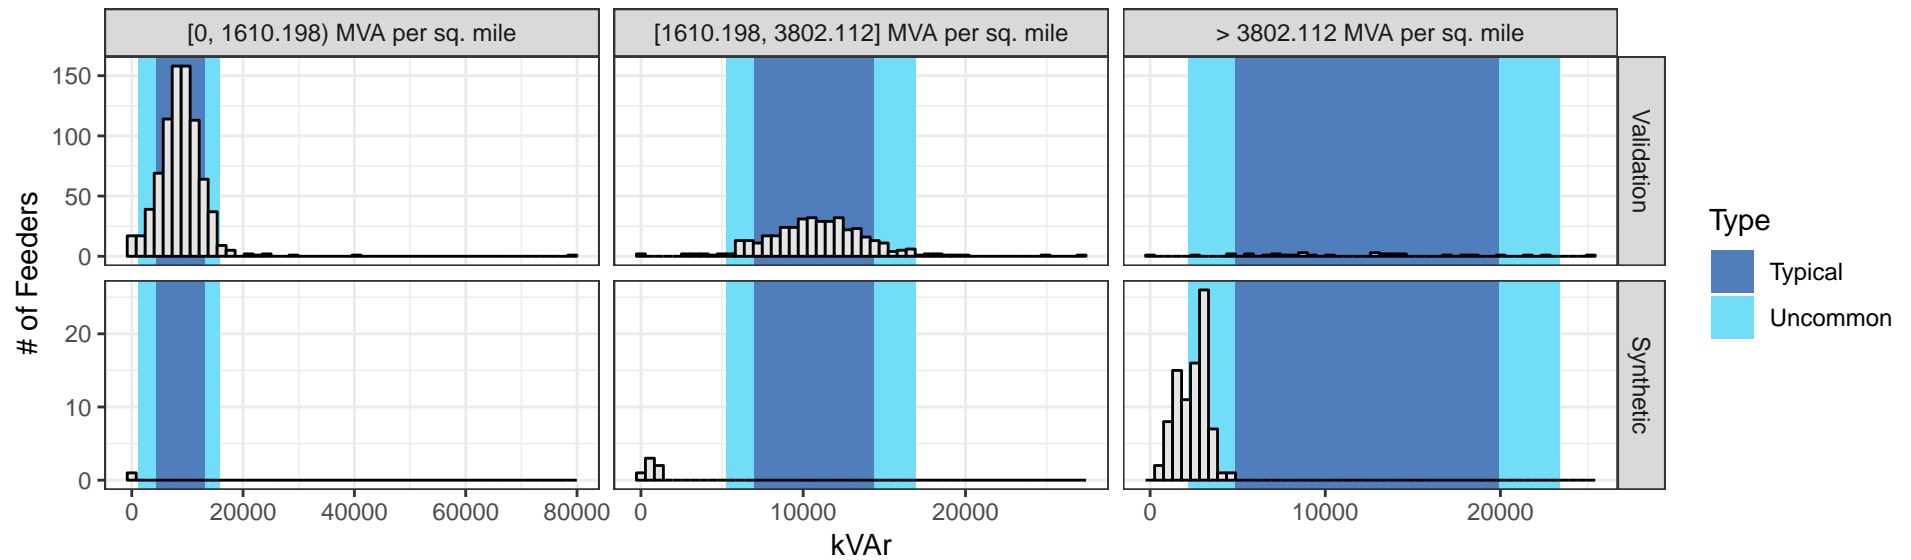 [0, 1610.198) MVA per sq. mile
[1610.198, 3802.112] MVA per sq. mile
> 3802.112 MVA per sq. mile
# of Feeders
150
100
50
0
Validation
20
10
0
Synthetic
0 20000 40000 60000 80000
0 10000 20000
0 10000 20000
kVAr
Type
Typical
Uncommon